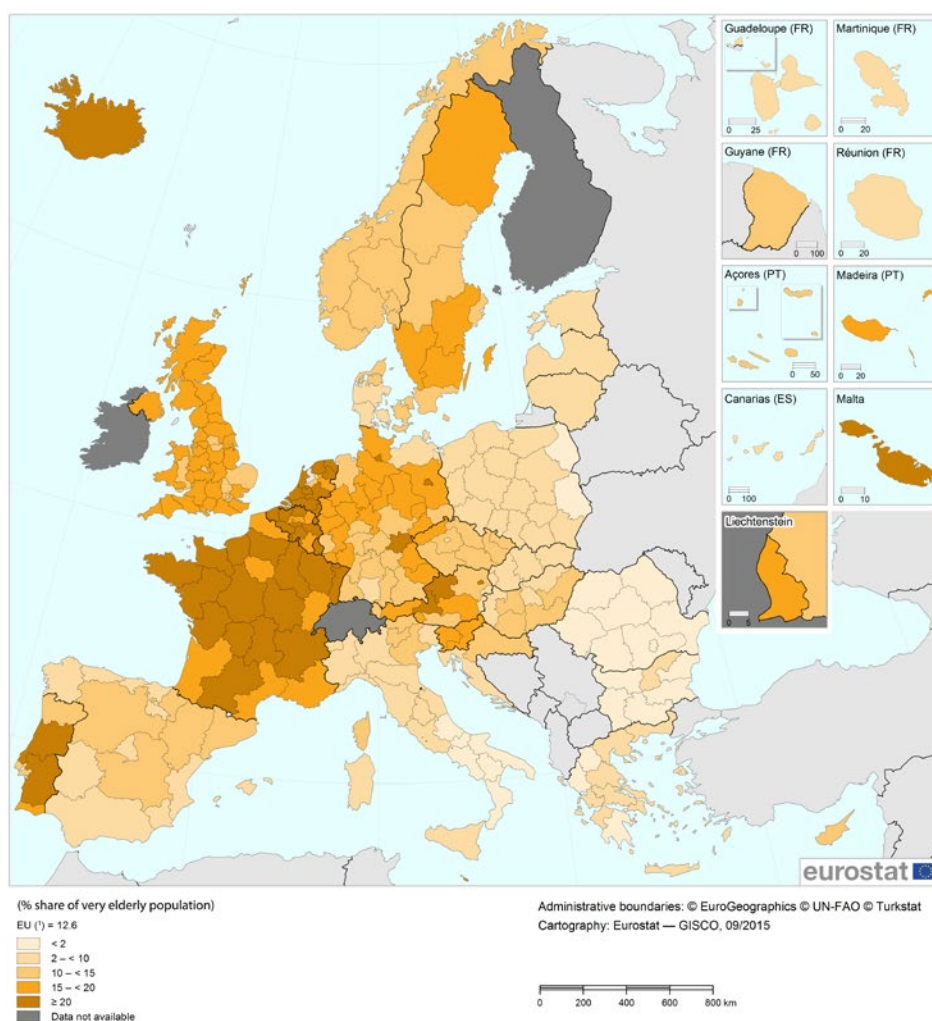 Guadeloupe (FR)
0 25
Martinique (FR)
0 20
Guyane (FR)
0 100
Réunion (FR)
0 20
Açores (PT)
0 50
Madeira (PT)
0 20
Canarias (ES)
0 100
Malta
0 10
Liechtenstein
0 5
eurostat
(% share of very elderly population)
EU (¹) = 12.6
< 2
2 – < 10
10 – < 15
15 – < 20
≥ 20
Data not available
Administrative boundaries: © EuroGeographics © UN-FAO © Turkstat
Cartography: Eurostat — GISCO, 09/2015
0 200 400 600 800 km